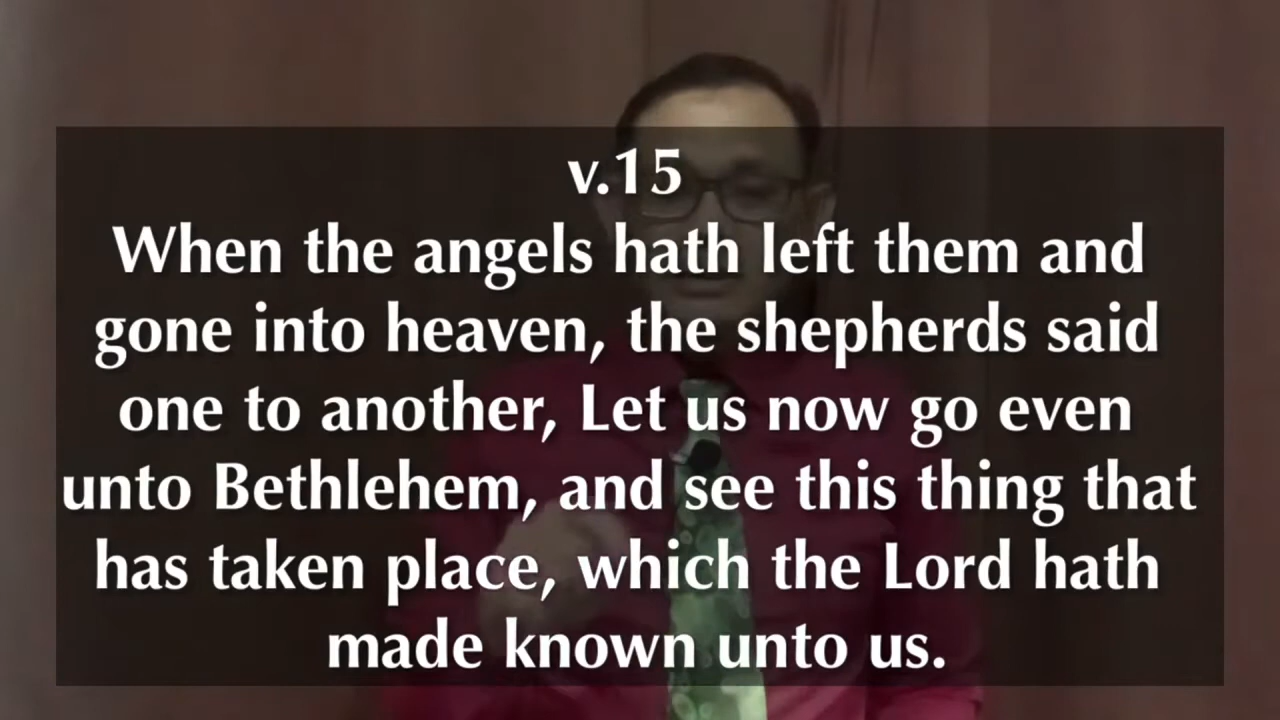 v.15
When the angels hath left them and
gone into heaven, the shepherds said
one to another, Let us now go even
unto Bethlehem, and see this thing that
has taken place, which the Lord hath
made known unto us.